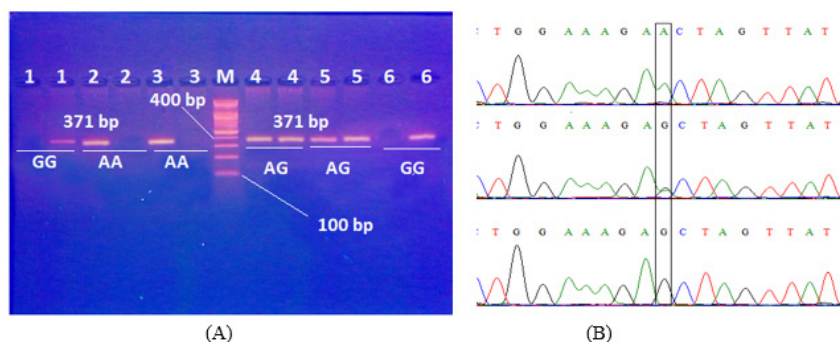 1 1 2 2 3 3 M 4 4 5 5 6 6
400 bp
371 bp 371 bp
GG AA AA AG AG GG
100 bp
(A)
C T G G A A A G A A C T A G T T A T
C T G G A A A G A G C T A G T T A T
C T G G A A A G A G C T A G T T A T
(B)